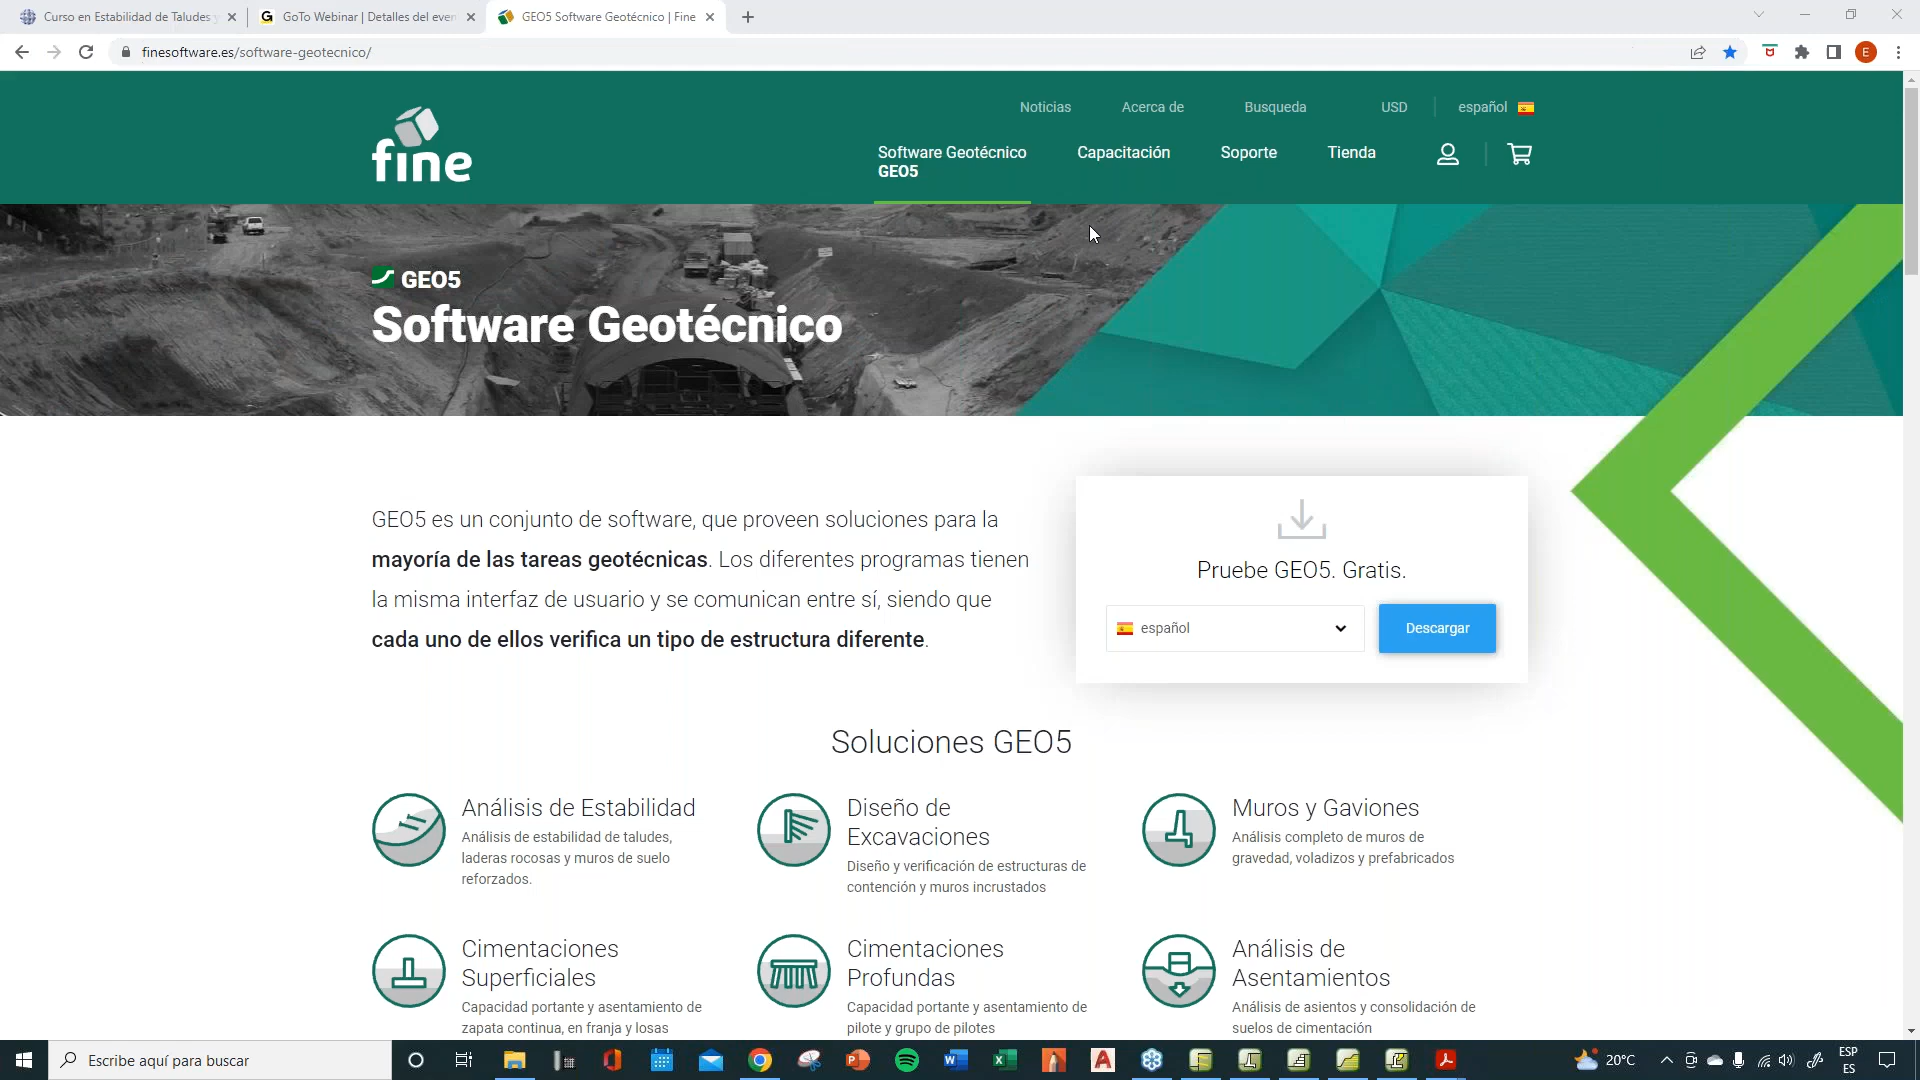 Curso en Estabilidad de Taludes y
GoTo Webinar | Detalles del even
GEO5 Software Geotécnico | Fine
finesoftware.es/software-geotecnico/
E
Noticias
Acerca de
Busqueda
USD
español
fine
Software Geotécnico
GEO5
Capacitación
Soporte
Tienda
GEO5
Software Geotécnico
GEO5 es un conjunto de software, que proveen soluciones para la
mayoría de las tareas geotécnicas. Los diferentes programas tienen
la misma interfaz de usuario y se comunican entre sí, siendo que
cada uno de ellos verifica un tipo de estructura diferente.
Pruebe GEO5. Gratis.
español
Descargar
Soluciones GEO5
Análisis de Estabilidad
Análisis de estabilidad de taludes,
laderas rocosas y muros de suelo
reforzados.
Diseño de
Excavaciones
Diseño y verificación de estructuras de
contención y muros incrustados
Muros y Gaviones
Análisis completo de muros de
gravedad, voladizos y prefabricados
Cimentaciones
Superficiales
Capacidad portante y asentamiento de
zapata continua, en franja y losas
Cimentaciones
Profundas
Capacidad portante y asentamiento de
pilote y grupo de pilotes
Análisis de
Asentamientos
Análisis de asientos y consolidación de
suelos de cimentación
Escribe aquí para buscar
20°C
ESP
ES